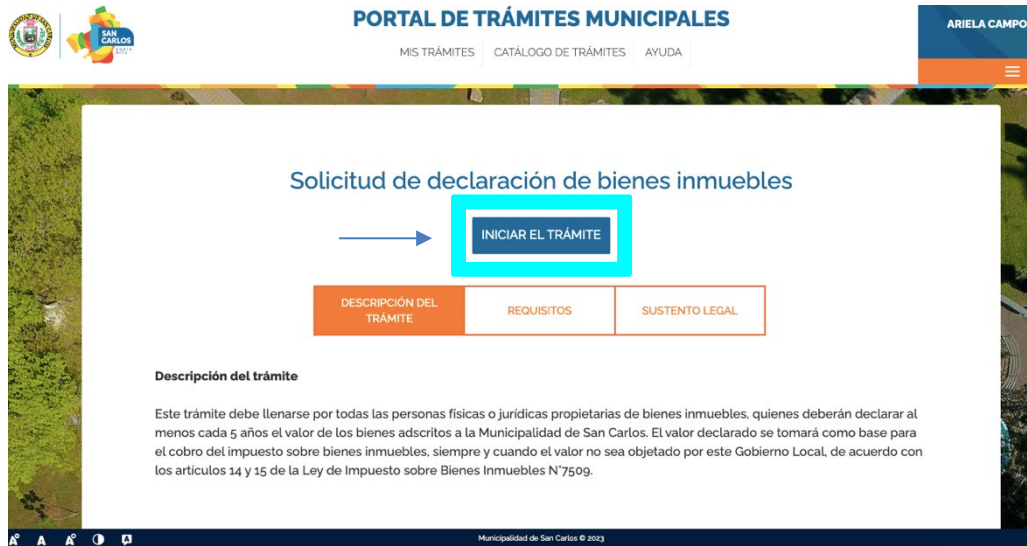 PORTAL DE TRÁMITES MUNICIPALES
ARIELA CAMPO
SAN
CARLOS
MIS TRÁMITES
CATÁLOGO DE TRÁMITES
AYUDA
Solicitud de declaración de bienes inmuebles
INICIAR EL TRÁMITE
DESCRIPCIÓN DEL
TRÁMITE
REQUISITOS
SUSTENTO LEGAL
Descripción del trámite
Este trámite debe llenarse por todas las personas físicas o jurídicas propietarias de bienes inmuebles, quienes deberán declarar al
menos cada 5 años el valor de los bienes adscritos a la Municipalidad de San Carlos. El valor declarado se tomará como base para
el cobro del impuesto sobre bienes inmuebles, siempre y cuando el valor no sea objetado por este Gobierno Local, de acuerdo con
los artículos 14 y 15 de la Ley de Impuesto sobre Bienes Inmuebles N°7509.
A A A
Municipalidad de San Carlos © 2023